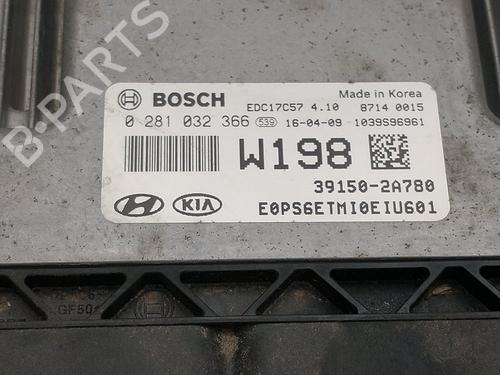 B-PARTS
BOSCH
EDC17C57 4.10 8714 0015
Made in Korea
0 281 032 366 539 16-04-09 1039S96961
W198
39150-2A780
KIA
E0PS6ETMI0EIU601
GF50